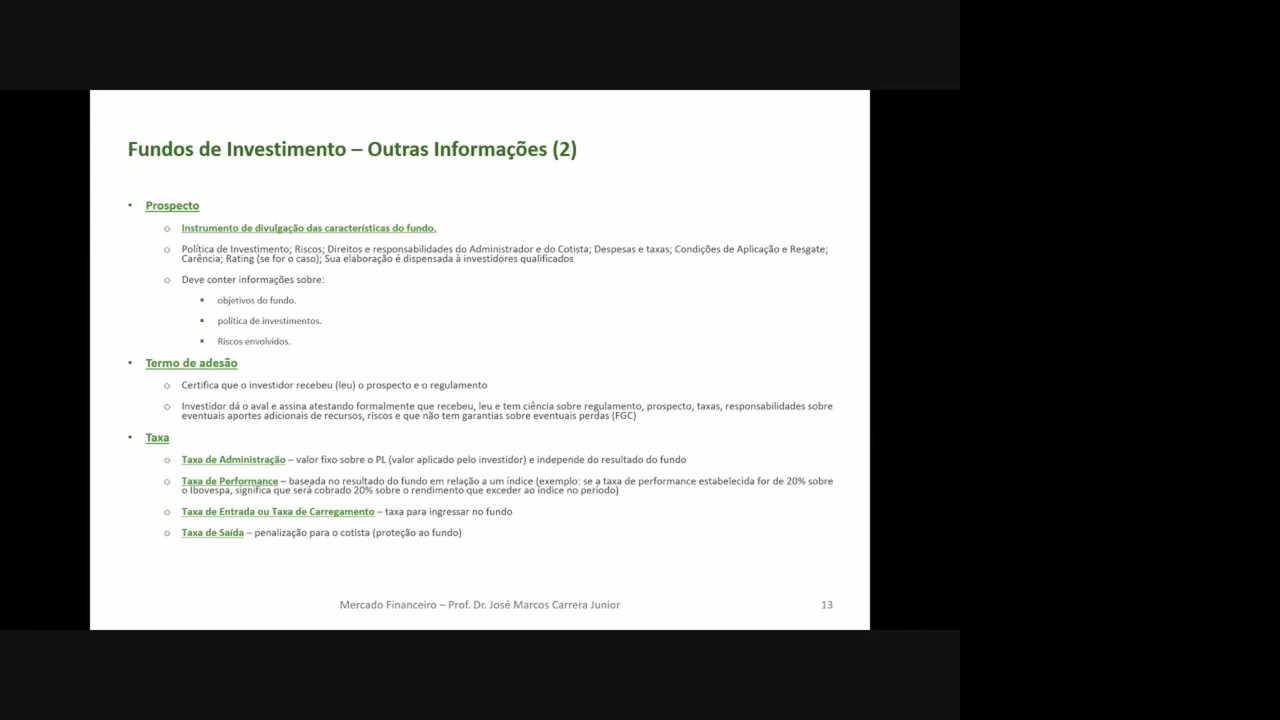 Fundos de Investimento – Outras Informações (2)
• Prospecto
o Instrumento de divulgação das características do fundo.
o Política de Investimento; Riscos; Direitos e responsabilidades do Administrador e do Cotista; Despesas e taxas; Condições de Aplicação e Resgate;
Carência; Rating (se for o caso); Sua elaboração é dispensada à investidores qualificados
o Deve conter informações sobre:
▪ objetivos do fundo.
▪ política de investimentos.
▪ Riscos envolvidos.
• Termo de adesão
o Certifica que o investidor recebeu (leu) o prospecto e o regulamento
o Investidor dá o aval e assina atestando formalmente que recebeu, leu e tem ciência sobre regulamento, prospecto, taxas, responsabilidades sobre
eventuais aportes adicionais de recursos, riscos e que não tem garantias sobre eventuais perdas (FGC)
• Taxa
o Taxa de Administração – valor fixo sobre o PL (valor aplicado pelo investidor) e independe do resultado do fundo
o Taxa de Performance – baseada no resultado do fundo em relação a um índice (exemplo: se a taxa de performance estabelecida for de 20% sobre
o Ibovespa, significa que será cobrado 20% sobre o rendimento que exceder ao índice no período)
o Taxa de Entrada ou Taxa de Carregamento – taxa para ingressar no fundo
o Taxa de Saída – penalização para o cotista (proteção ao fundo)
Mercado Financeiro – Prof. Dr. José Marcos Carrera Junior
13